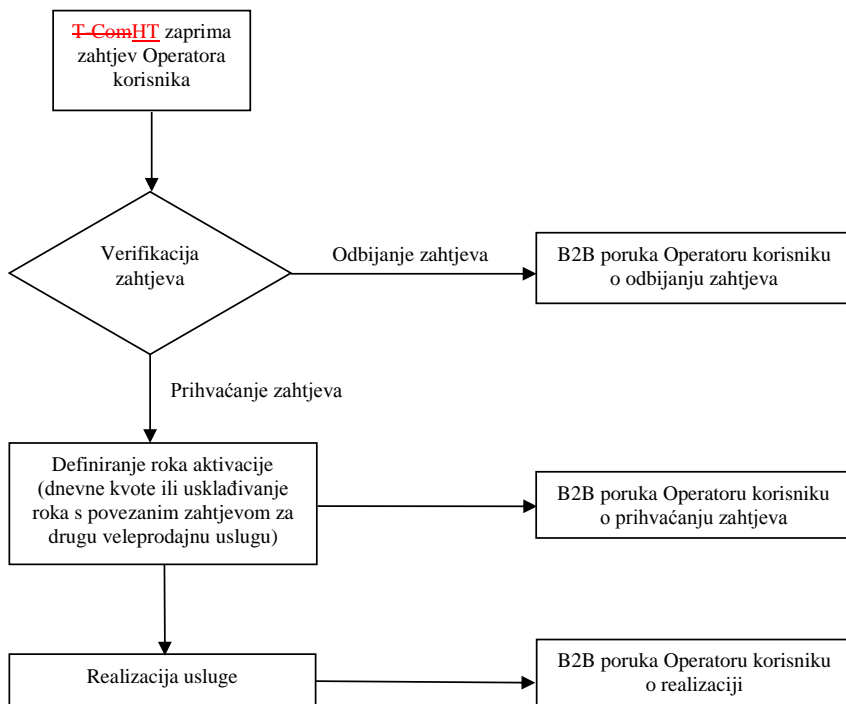 T-ComHT zaprima
zahtjev Operatora
korisnika
Verifikacija
zahtjeva
Odbijanje zahtjeva
B2B poruka Operatoru korisniku
o odbijanju zahtjeva
Prihvaćanje zahtjeva
Definiranje roka aktivacije
(dnevne kvote ili usklađivanje
roka s povezanim zahtjevom za
drugu veleprodajnu uslugu)
B2B poruka Operatoru korisniku
o prihvaćanju zahtjeva
Realizacija usluge
B2B poruka Operatoru korisniku
o realizaciji